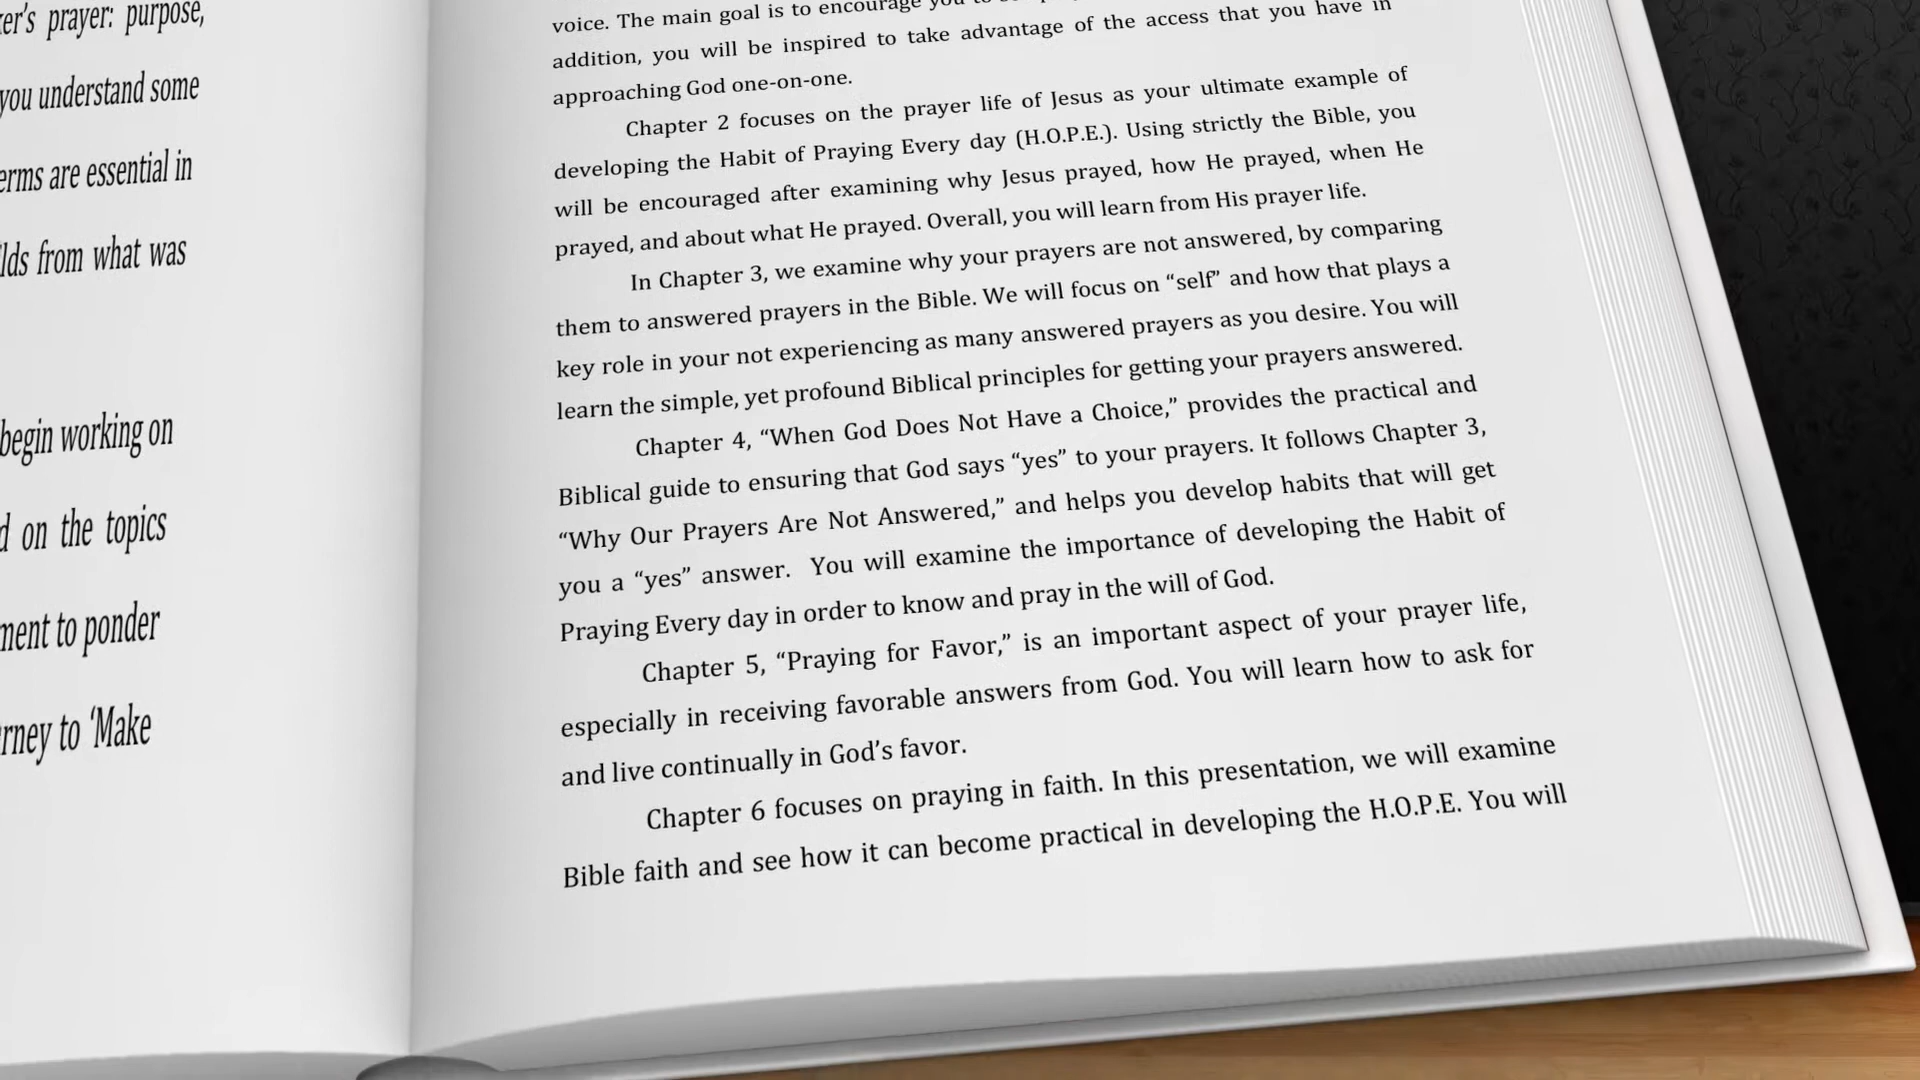 er's prayer: purpose,
you understand some
erms are essential in
lds from what was
begin working on
d on the topics
ment to ponder
rney to ‘Make
voice. The main goal is to encourage you to
addition, you will be inspired to take advantage of the access that you have in
approaching God one-on-one.
Chapter 2 focuses on the prayer life of Jesus as your ultimate example of
developing the Habit of Praying Every day (H.O.P.E.). Using strictly the Bible, you
will be encouraged after examining why Jesus prayed, how He prayed, when He
prayed, and about what He prayed. Overall, you will learn from His prayer life.
In Chapter 3, we examine why your prayers are not answered, by comparing
them to answered prayers in the Bible. We will focus on “self” and how that plays a
key role in your not experiencing as many answered prayers as you desire. You will
learn the simple, yet profound Biblical principles for getting your prayers answered.
Chapter 4, “When God Does Not Have a Choice,” provides the practical and
Biblical guide to ensuring that God says “yes” to your prayers. It follows Chapter 3,
“Why Our Prayers Are Not Answered,” and helps you develop habits that will get
you a “yes” answer.  You will examine the importance of developing the Habit of
Praying Every day in order to know and pray in the will of God.
Chapter 5, “Praying for Favor,” is an important aspect of your prayer life,
especially in receiving favorable answers from God. You will learn how to ask for
and live continually in God’s favor.
Chapter 6 focuses on praying in faith. In this presentation, we will examine
Bible faith and see how it can become practical in developing the H.O.P.E. You will